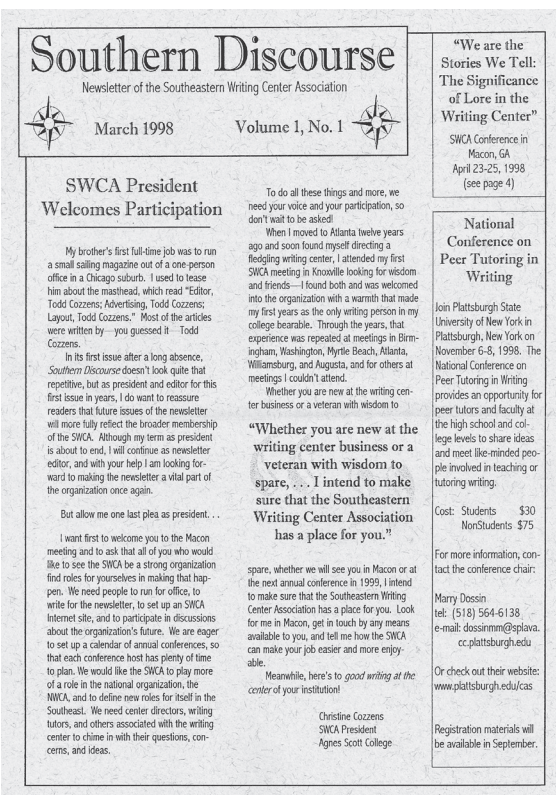 Southern Discourse
Newsletter of the Southeastern Writing Center Association
March 1998
Volume 1, No. 1
SWCA President
Welcomes Participation
My brother's first full-time job was to run
a small sailing magazine out of a one-person
office in a Chicago suburb. I used to tease
him about the masthead, which read "Editor,
Todd Cozzens; Advertising, Todd Cozzens;
Layout, Todd Cozzens." Most of the articles
were written by—you guessed it—Todd
Cozzens.
In its first issue after a long absence,
Southern Discourse doesn't look quite that
repetitive, but as president and editor for this
first issue in years, I do want to reassure
readers that future issues of the newsletter
will more fully reflect the broader membership
of the SWCA. Although my term as president
is about to end, I will continue as newsletter
editor, and with your help I am looking for-
ward to making the newsletter a vital part of
the organization once again.
But allow me one last plea as president. . .
I want first to welcome you to the Macon
meeting and to ask that all of you who would
like to see the SWCA be a strong organization
find roles for yourselves in making that hap-
pen. We need people to run for office, to
write for the newsletter, to set up an SWCA
Internet site, and to participate in discussions
about the organization's future. We are eager
to set up a calendar of annual conferences, so
that each conference host has plenty of time
to plan. We would like the SWCA to play more
of a role in the national organization, the
NWCA, and to define new roles for itself in the
Southeast. We need center directors, writing
tutors, and others associated with the writing
center to chime in with their questions, con-
cerns, and ideas.
To do all these things and more, we
need your voice and your participation, so
don't wait to be asked!
When I moved to Atlanta twelve years
ago and soon found myself directing a
fledgling writing center, I attended my first
SWCA meeting in Knoxville looking for wisdom
and friends—I found both and was welcomed
into the organization with a warmth that made
my first years as the only writing person in my
college bearable. Through the years, that
experience was repeated at meetings in Birm-
ingham, Washington, Myrtle Beach, Atlanta,
Williamsburg, and Augusta, and for others at
meetings I couldn't attend.
Whether you are new at the writing cen-
ter business or a veteran with wisdom to
"Whether you are new at the
writing center business or a
veteran with wisdom to
spare, . . . I intend to make
sure that the Southeastern
Writing Center Association
has a place for you."
spare, whether we will see you in Macon or at
the next annual conference in 1999, I intend
to make sure that the Southeastern Writing
Center Association has a place for you. Look
for me in Macon, get in touch by any means
available to you, and tell me how the SWCA
can make your job easier and more enjoy-
able.
Meanwhile, here's to good writing at the
center of your institution!
Christine Cozzens
SWCA President
Agnes Scott College
"We are the
Stories We Tell:
The Significance
of Lore in the
Writing Center"
SWCA Conference in
Macon, GA
April 23-25, 1998
(see page 4)
National
Conference on
Peer Tutoring in
Writing
Join Plattsburgh State
University of New York in
Plattsburgh, New York on
November 6-8, 1998. The
National Conference on
Peer Tutoring in Writing
provides an opportunity for
peer tutors and faculty at
the high school and col-
lege levels to share ideas
and meet like-minded peo-
ple involved in teaching or
tutoring writing.
Cost: Students $30
NonStudents $75
For more information, con-
tact the conference chair:
Marry Dossin
tel: (518) 564-6138
e-mail: dossinmm@splava.
cc.plattsburgh.edu
Or check out their website:
www.plattsburgh.edu/cas
Registration materials will
be available in September.